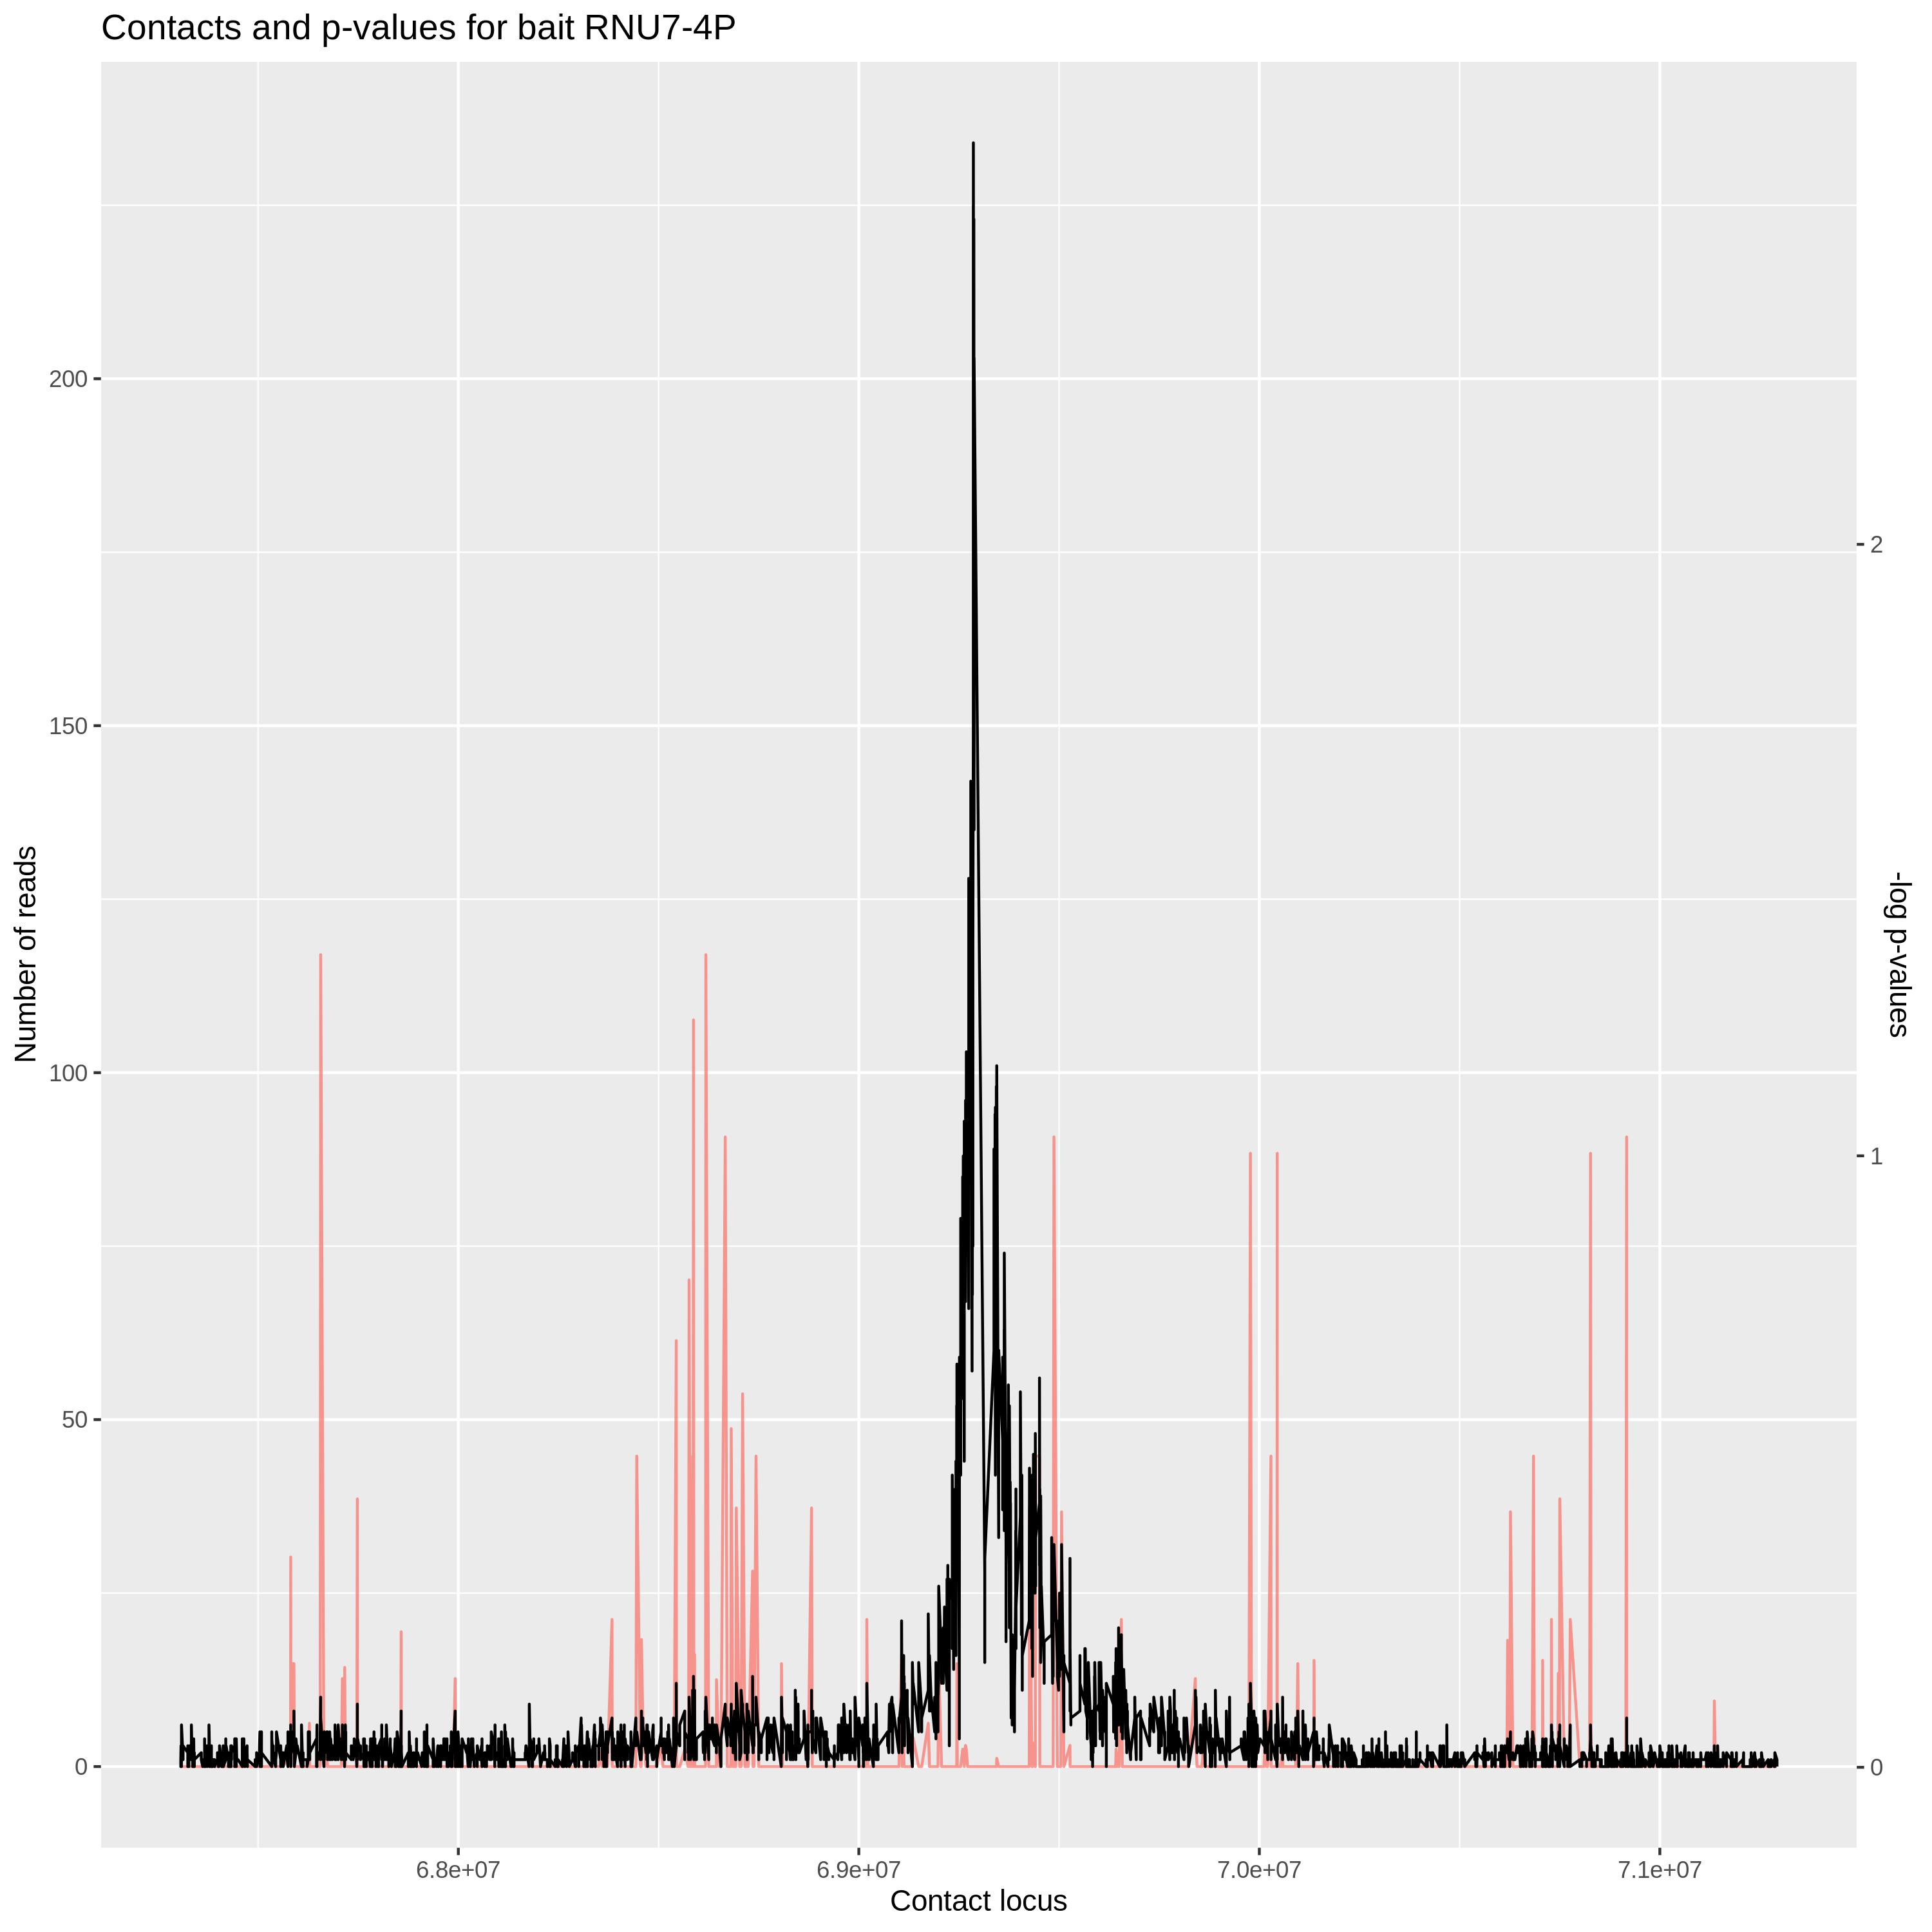 Contacts and p-values for bait RNU7-4P
200
150
100
50
0
Number of reads
2
1
0
-log p-values
6.8e+07
6.9e+07
7.0e+07
7.1e+07
Contact locus